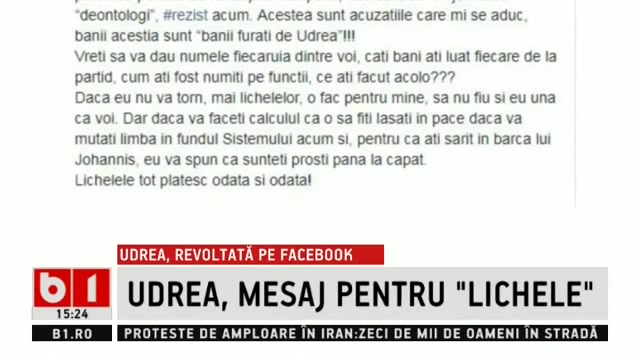 "deontologi", #rezist acum. Acestea sunt acuzatiile care mi se aduc,
banii acestia sunt "banii furati de Udrea"!!!
Vreti sa va dau numele fiecaruia dintre voi, cati bani ati luat fiecare de la
partid, cum ati fost numiti pe functii, ce ati facut acolo???
Daca eu nu va torn, mai lichelelor, o fac pentru mine, sa nu fiu si eu una
ca voi. Dar daca va faceti calculul ca o sa fiti lasati in pace daca va
mutati limba in fundul Sistemului acum si, pentru ca ati sarit in barca lui
Johannis, eu va spun ca sunteti prosti pana la capat.
Lichelele tot platesc odata si odata!
UDREA, REVOLTATĂ PE FACEBOOK
b1
UDREA, MESAJ PENTRU "LICHELE"
15:24
B1.RO
PROTESTE DE AMPLOARE ÎN IRAN:ZECI DE MII DE OAMENI ÎN STRADĂ